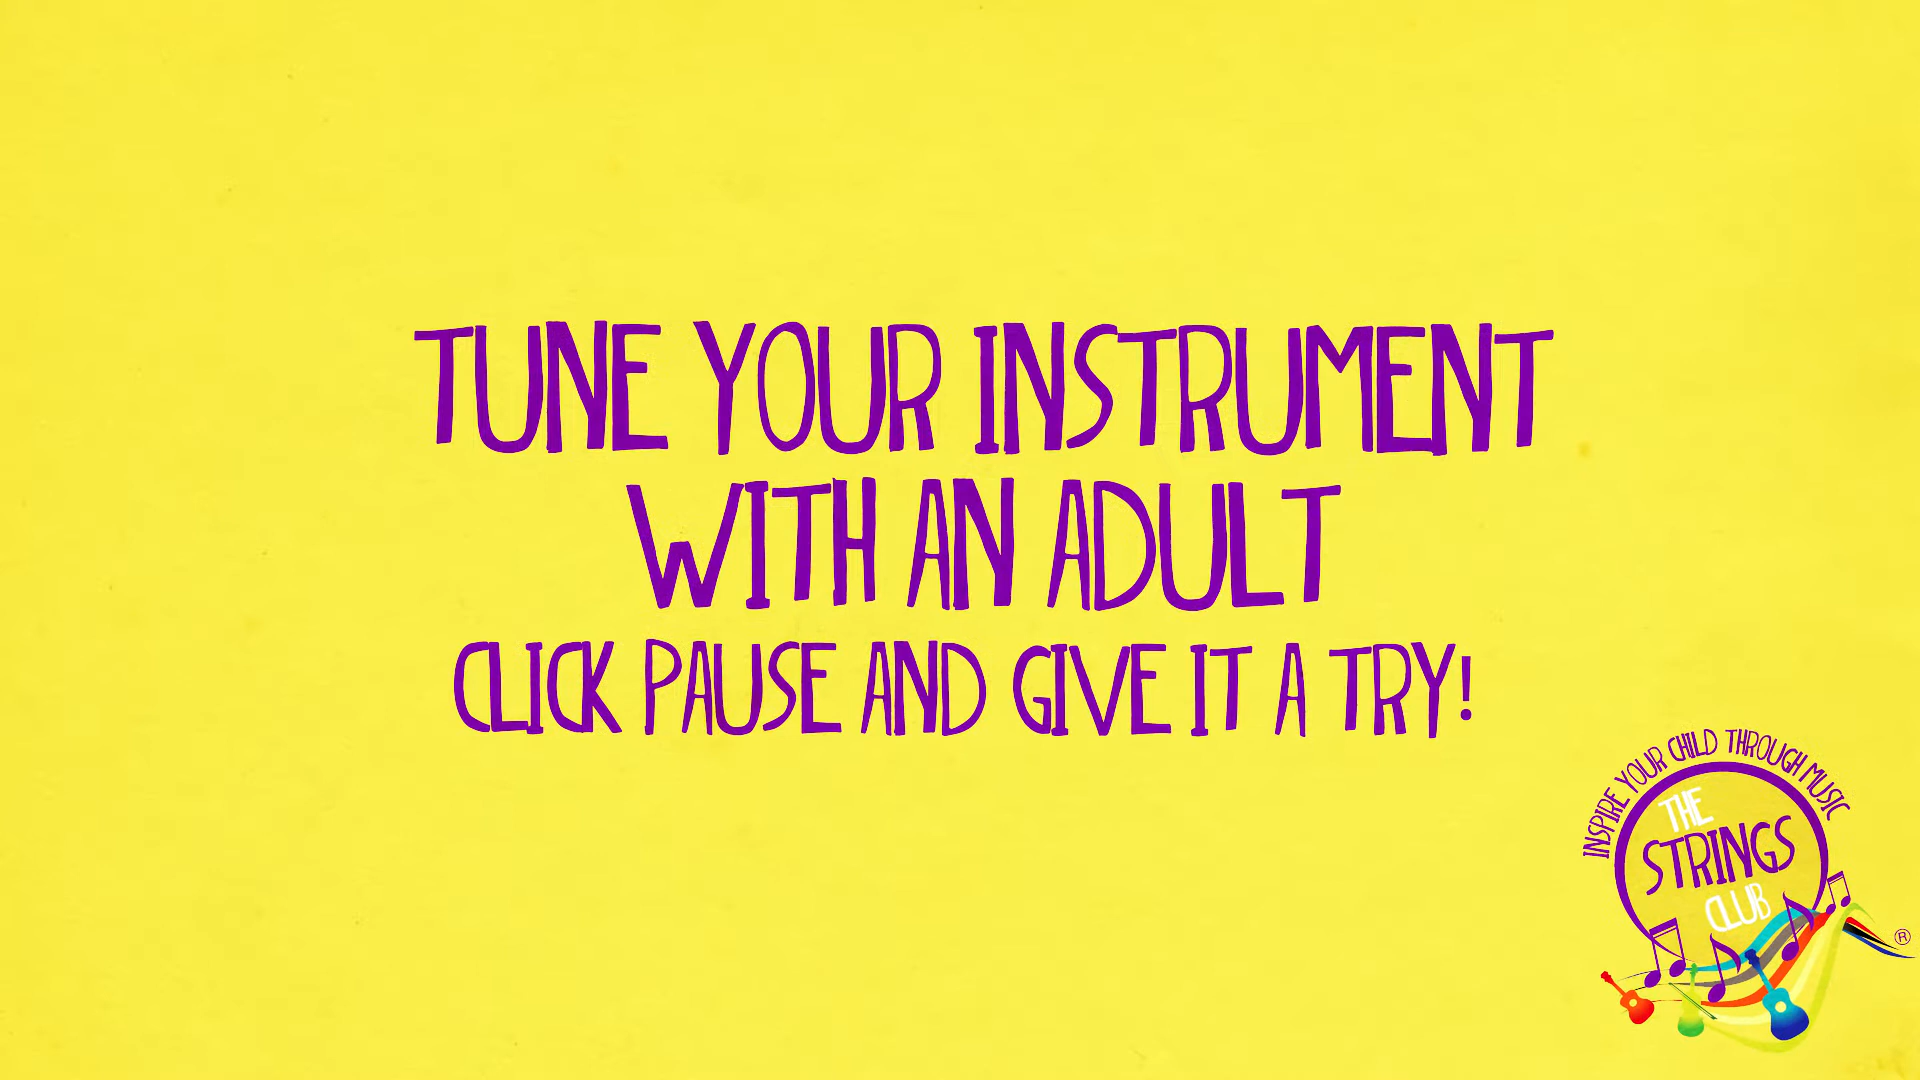 TUNE YOUR INSTRUMENT
WITH AN ADULT
CLICK PAUSE AND GIVE IT A TRY!
INSPIRE YOUR CHILD THROUGH MUSIC
THE
STRINGS
CLUB
®